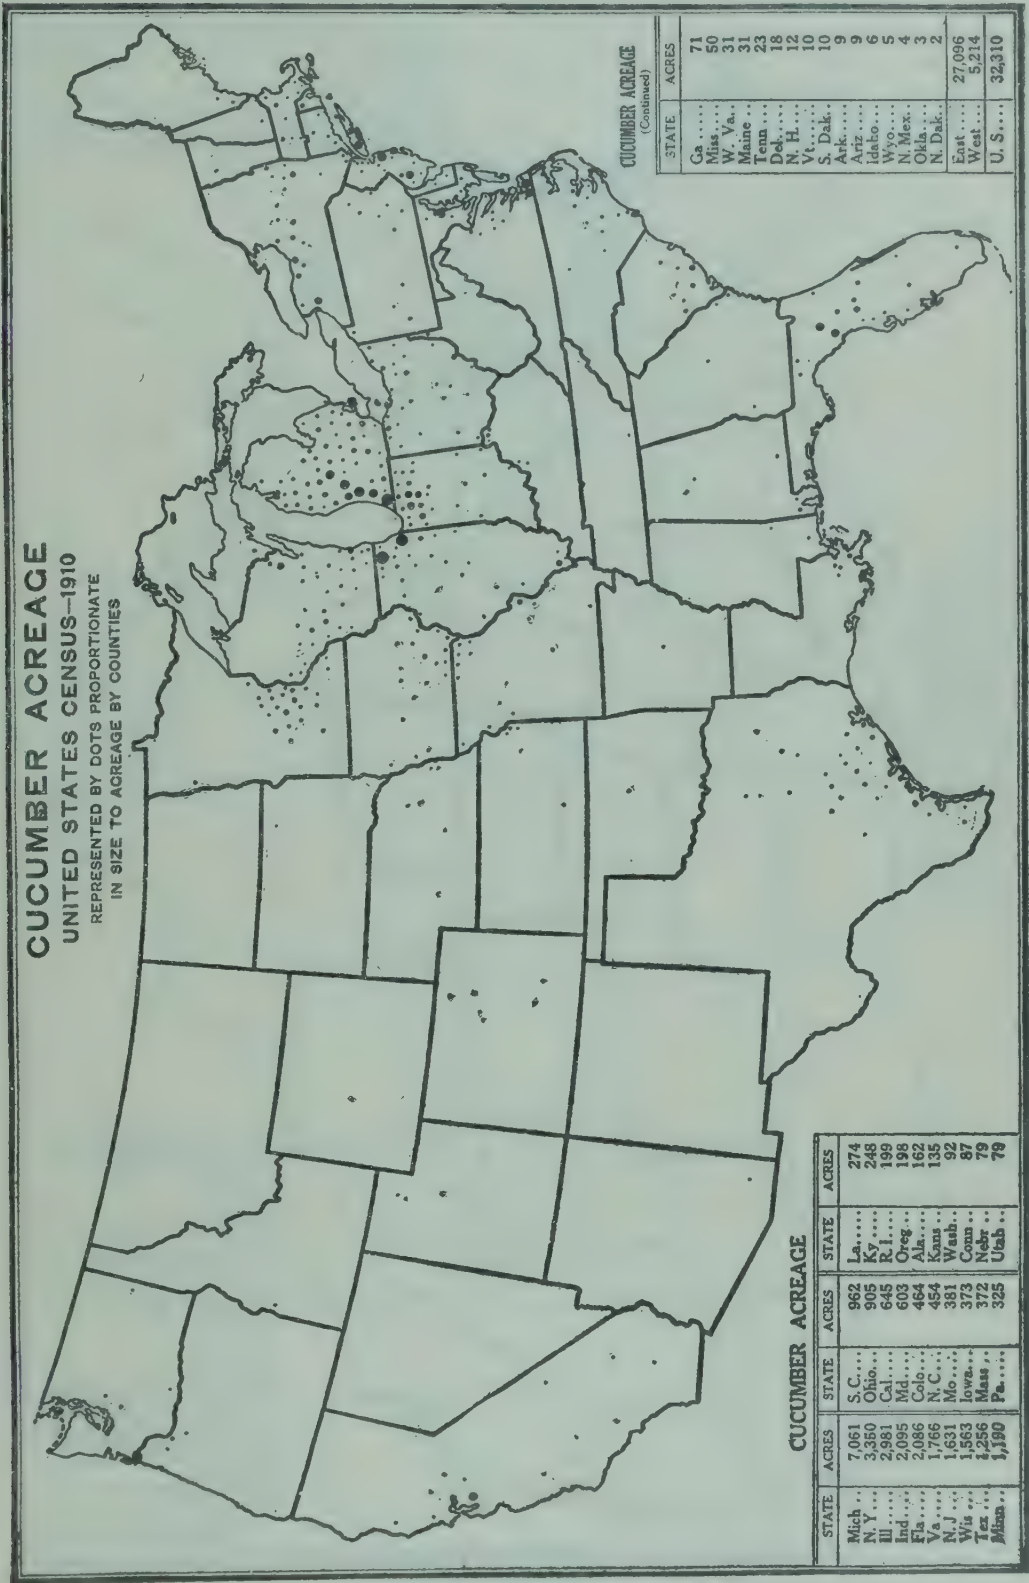 CUCUMBER ACREAGE
UNITED STATES CENSUS—1910
REPRESENTED BY DOTS PROPORTIONATE
IN SIZE TO ACREAGE BY COUNTIES
CUCUMBER ACREAGE
STATE ACRES STATE ACRES STATE ACRES
Mich .. 7,061 S. C.... 962 La..... 274
N. Y... 3,350 Ohio... 905 Ky .... 248
Ill ..... 2,981 Cal.... 645 R. I.... 199
Ind.... 2,095 Md.... 603 Oreg... 198
Fla.... 2,086 Colo... 464 Ala.... 162
Va .... 1,766 N. C... 454 Kans .. 135
N. J... 1,631 Mo.... 381 Wash.. 92
Wis ... 1,563 Iowa... 373 Conn .. 87
Tex ... 1,256 Mass .. 372 Nebr .. 79
Minn .. 1,190 Pa..... 325 Utah .. 79
CUCUMBER ACREAGE
(Continued)
STATE ACRES
Ga ..... 71
Miss.... 50
W. Va.. 31
Maine .. 31
Tenn ... 23
Del..... 18
N. H.... 12
Vt...... 10
S. Dak.. 10
Ark..... 9
Ariz .... 9
Idaho... 6
Wyo.... 5
N. Mex. 4
Okla.... 3
N. Dak. 2
East .... 27,096
West.... 5,214
U. S.... 32,310